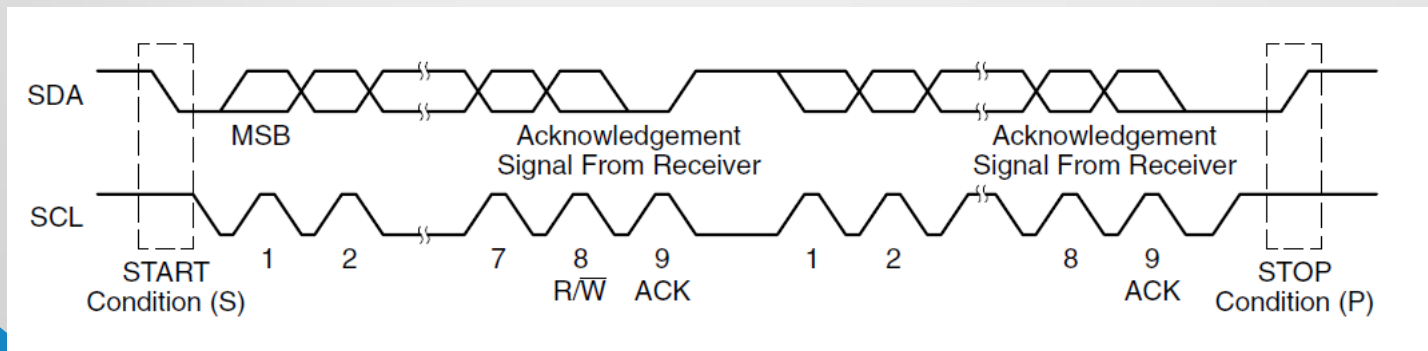 SDA
MSB
Acknowledgement
Signal From Receiver
Acknowledgement
Signal From Receiver
SCL
1 2 7 8 9 1 2 8 9
R/W̅ ACK ACK
START
Condition (S)
STOP
Condition (P)